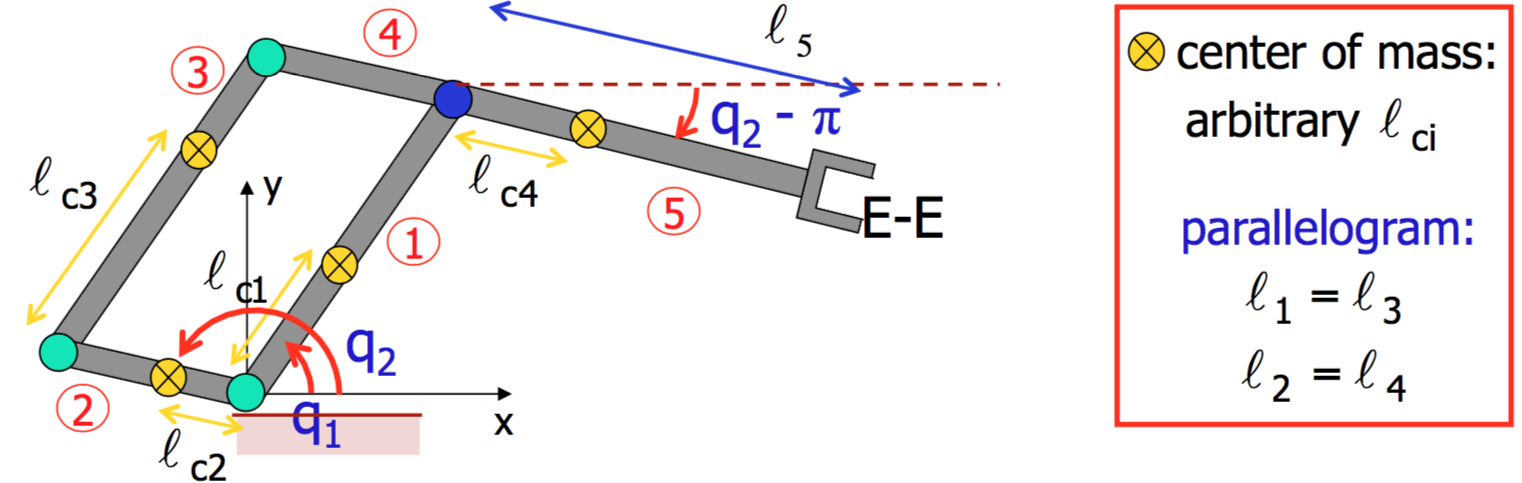 ④
ℓ 5
③
q2 - π
ℓ c3
y
ℓ c4
⑤
E-E
①
ℓ c1
q2
②
q1
x
ℓ c2
center of mass:
arbitrary ℓ ci
parallelogram:
ℓ 1 = ℓ 3
ℓ 2 = ℓ 4